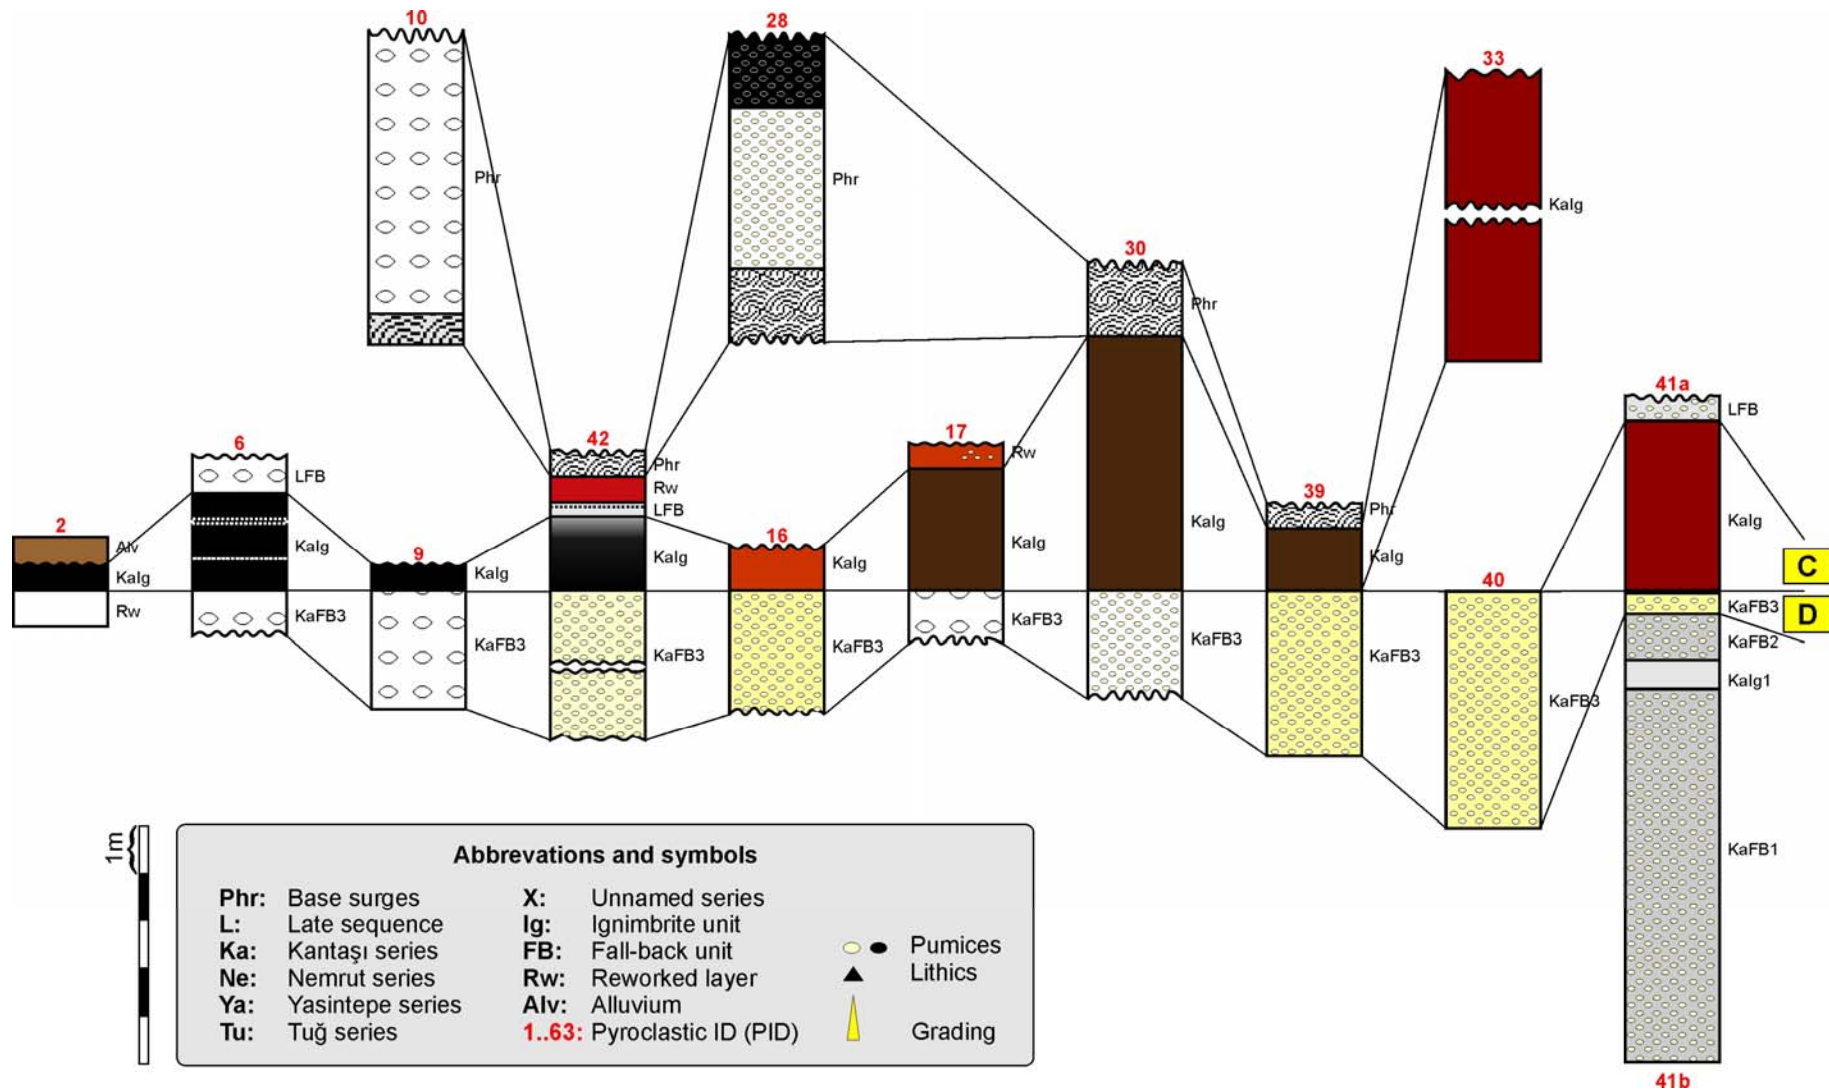 10
28
33
Phr
Phr
Kalg
30
Phr
41a
LFB
6
42
17
LFB
Phr
Rw
Rw
LFB
39
Phr
2
16
Alv
Kalg
Kalg
9
Kalg
Kalg
Kalg
Kalg
Kalg
Kalg
Kalg
Kalg
40
C
Rw
KaFB3
KaFB3
KaFB3
D
KaFB3
KaFB3
KaFB3
KaFB3
KaFB3
KaFB2
Kalg1
KaFB3
KaFB1
41b
1m
Abbrevations and symbols
Phr: Base surges
L: Late sequence
Ka: Kantaşı series
Ne: Nemrut series
Ya: Yasintepe series
Tu: Tuğ series
X: Unnamed series
Ig: Ignimbrite unit
FB: Fall-back unit
Rw: Reworked layer
Alv: Alluvium
1..63: Pyroclastic ID (PID)
Pumices
Lithics
Grading